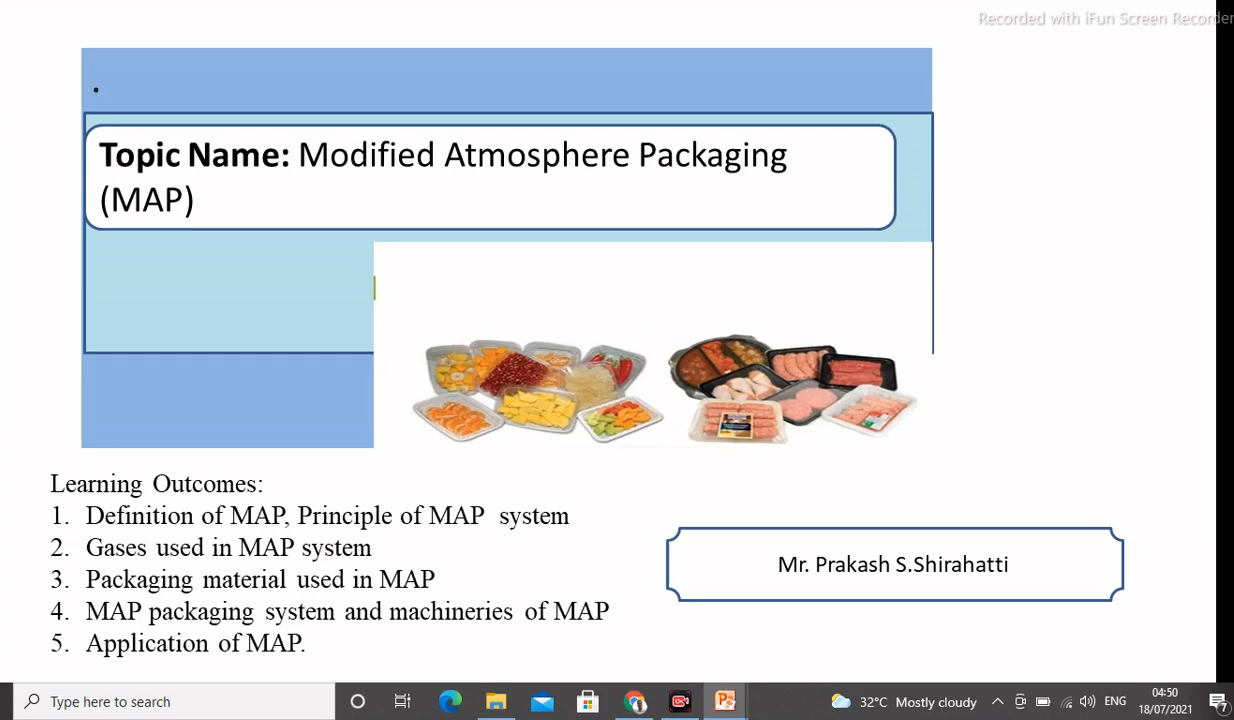 Recorded with iFun Screen Recorder
.
Topic Name: Modified Atmosphere Packaging
(MAP)
Learning Outcomes:
1. Definition of MAP, Principle of MAP system
2. Gases used in MAP system
3. Packaging material used in MAP
4. MAP packaging system and machineries of MAP
5. Application of MAP.
Mr. Prakash S.Shirahatti
Type here to search
32°C Mostly cloudy
ENG
04:50
18/07/2021
7